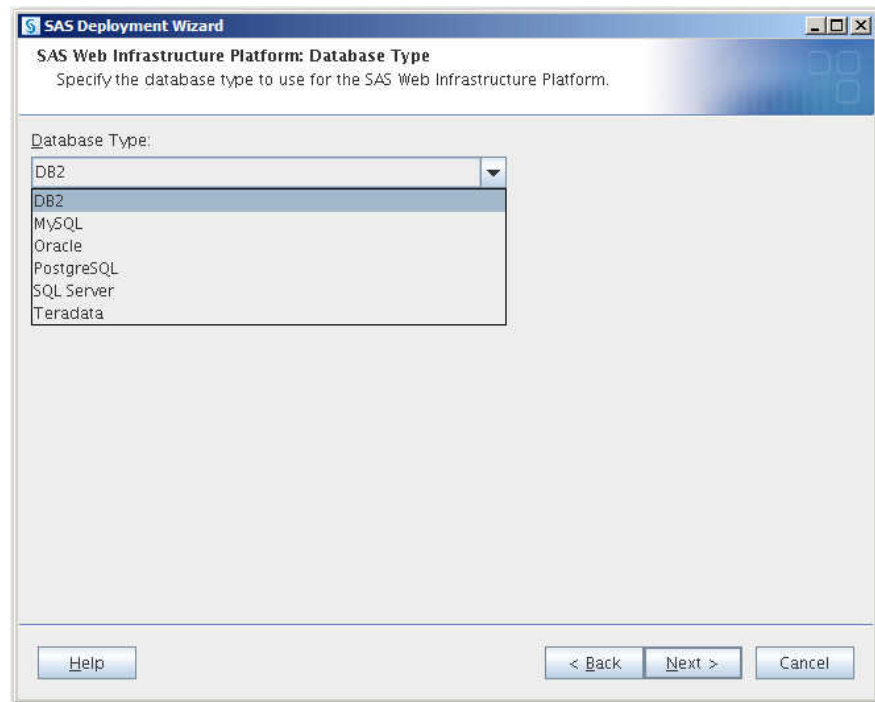 SAS Deployment Wizard
SAS Web Infrastructure Platform: Database Type
Specify the database type to use for the SAS Web Infrastructure Platform.
Database Type:
DB2
DB2
MySQL
Oracle
PostgreSQL
SQL Server
Teradata
Help < Back Next > Cancel